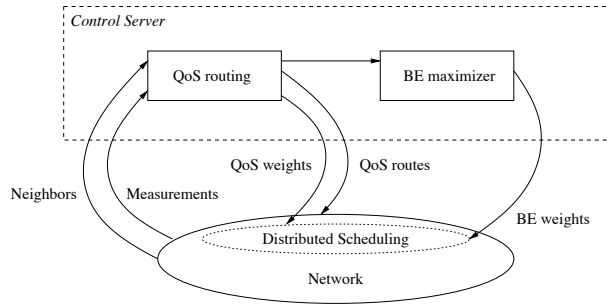 Control Server
QoS routing
BE maximizer
QoS weights
QoS routes
Neighbors
Measurements
BE weights
Distributed Scheduling
Network